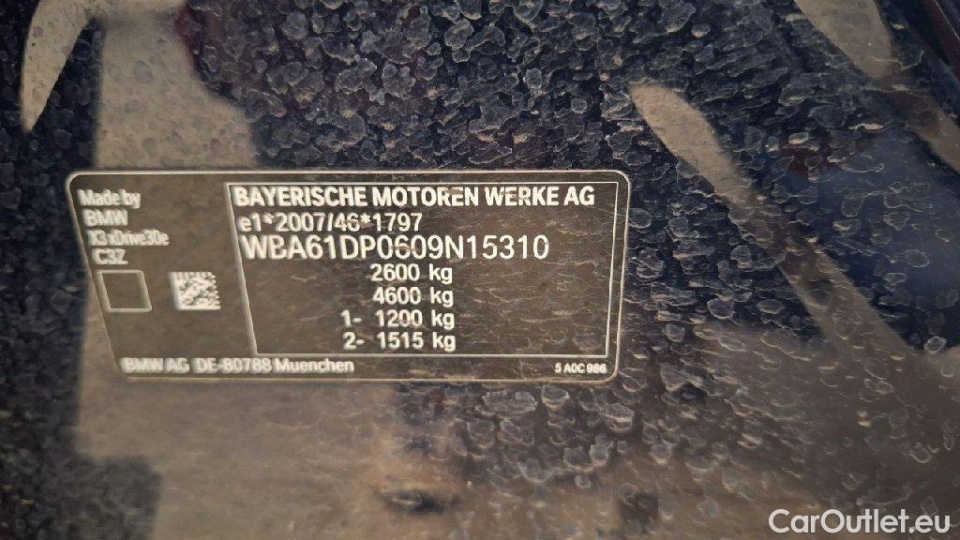 Made by
BMW
X3 xDrive30e
C3Z
BAYERISCHE MOTOREN WERKE AG
e1*2007/46*1797
WBA61DP0609N15310
2600 kg
4600 kg
1- 1200 kg
2- 1515 kg
BMW AG DE-80788 Muenchen
5 A0C 986
CarOutlet.eu